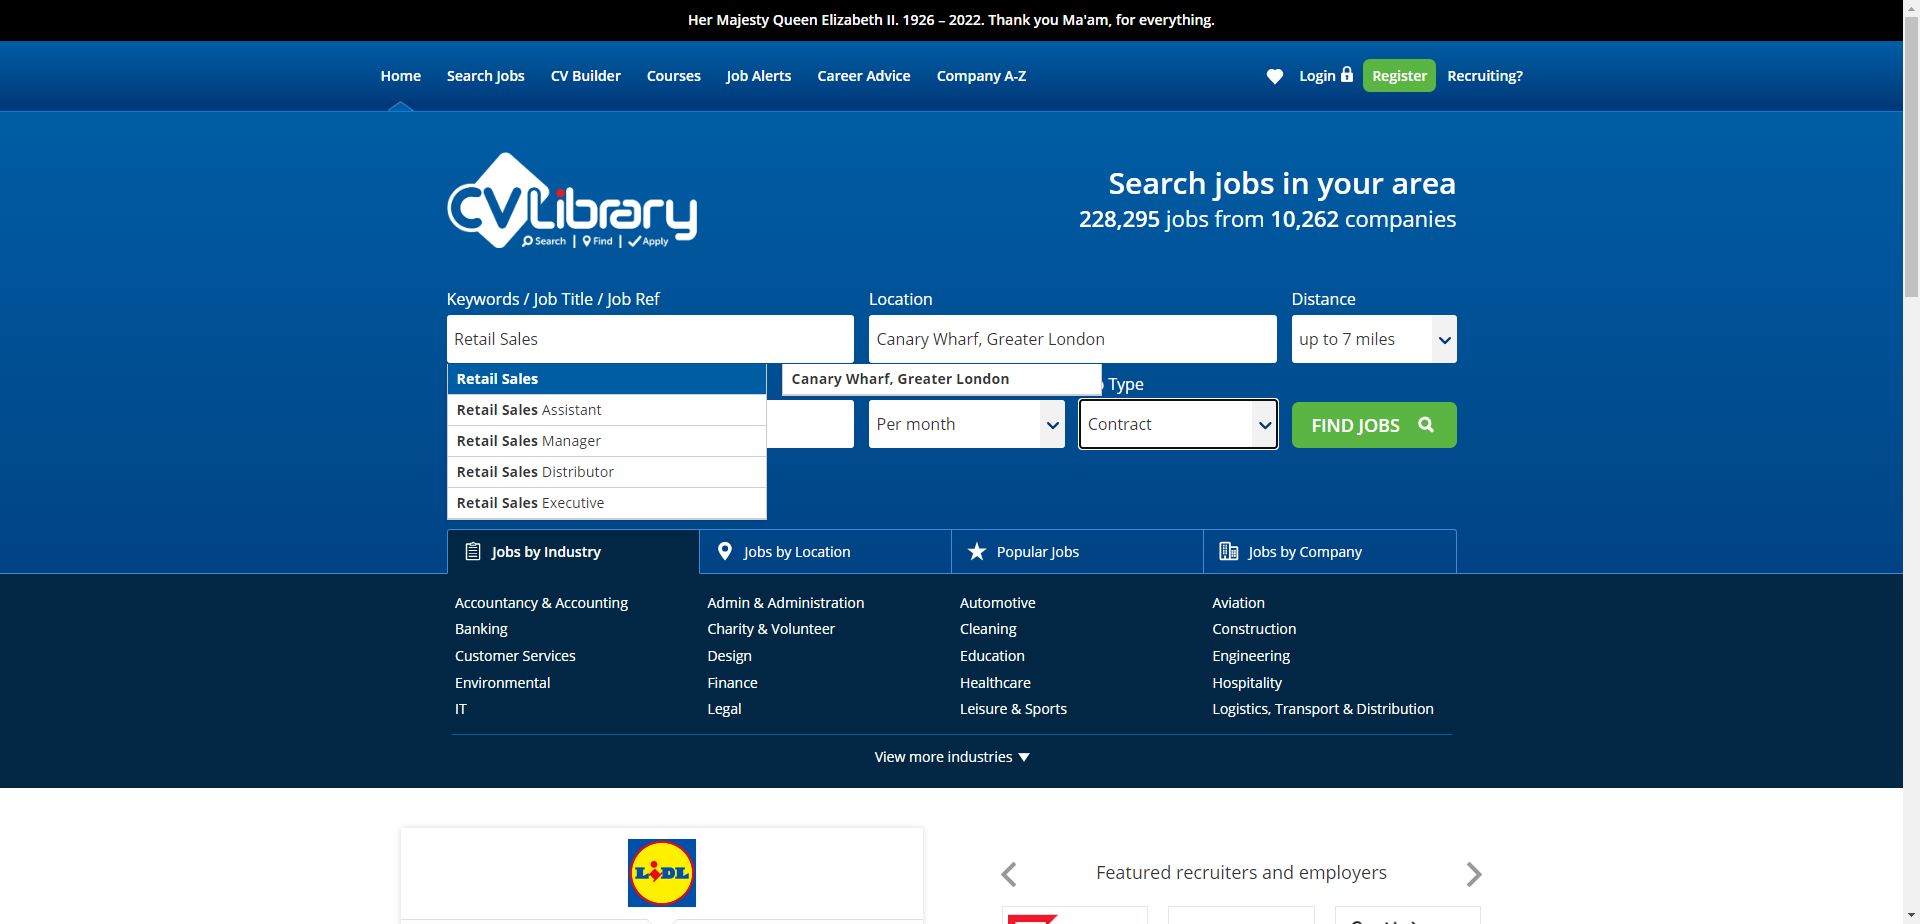 Her Majesty Queen Elizabeth II. 1926 – 2022. Thank you Ma'am, for everything.
Home Search Jobs CV Builder Courses Job Alerts Career Advice Company A-Z Login Register Recruiting?
CVLibrary
Search | Find | Apply
Search jobs in your area
228,295 jobs from 10,262 companies
Keywords / Job Title / Job Ref Location Distance
Retail Sales Canary Wharf, Greater London up to 7 miles
Retail Sales Canary Wharf, Greater London
Type
Retail Sales Assistant
Per month Contract FIND JOBS
Retail Sales Manager
Retail Sales Distributor
Retail Sales Executive
Jobs by Industry Jobs by Location Popular Jobs Jobs by Company
Accountancy & Accounting Admin & Administration Automotive Aviation
Banking Charity & Volunteer Cleaning Construction
Customer Services Design Education Engineering
Environmental Finance Healthcare Hospitality
IT Legal Leisure & Sports Logistics, Transport & Distribution
View more industries
LIDL
Featured recruiters and employers